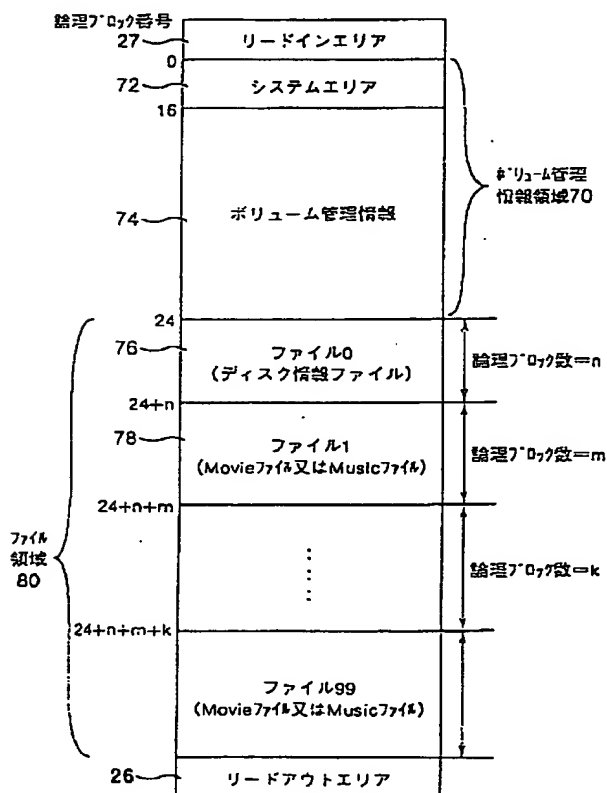 論理ブロック番号
27
リードインエリア
0
72
システムエリア
16
74
ボリューム管理情報
ボリューム管理
情報領域70
24
76
ファイル0
(ディスク情報ファイル)
論理ブロック数=n
24+n
78
ファイル1
(Movieファイル又はMusicファイル)
論理ブロック数=m
24+n+m
ファイル
領域
80
論理ブロック数=k
24+n+m+k
ファイル99
(Movieファイル又はMusicファイル)
26
リードアウトエリア